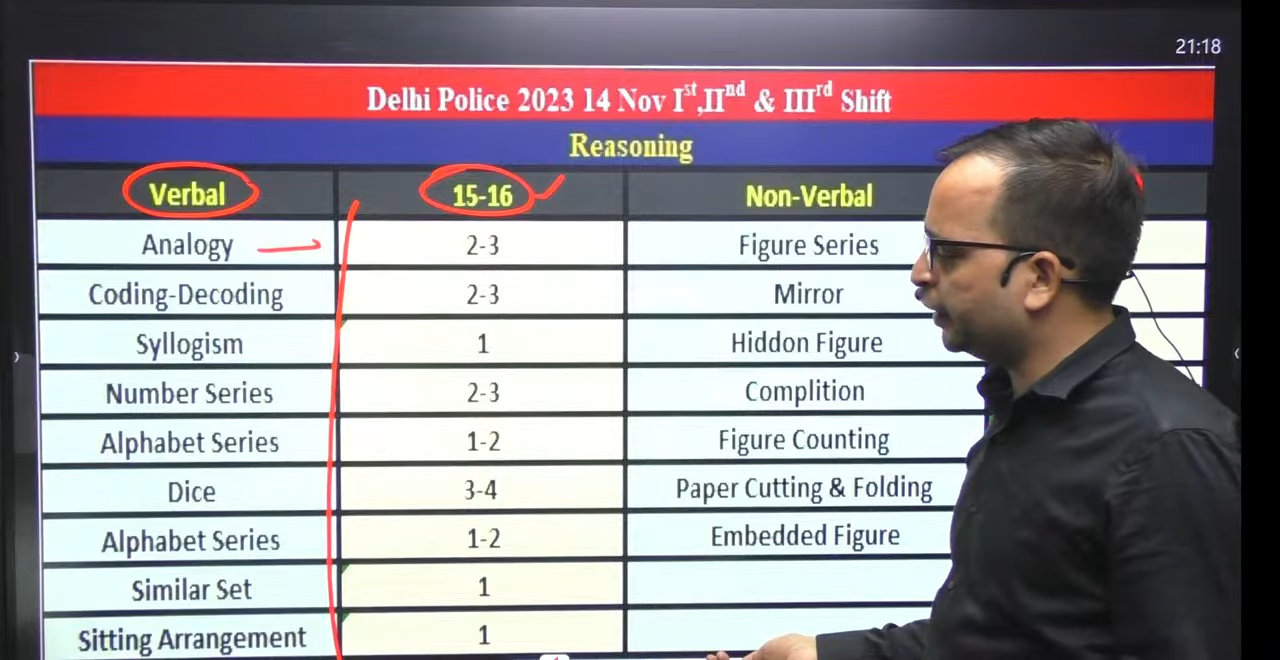 21:18
Delhi Police 2023 14 Nov Ist,IInd & IIIrd Shift
Reasoning
Verbal 15-16 Non-Verbal
Analogy 2-3 Figure Series
Coding-Decoding 2-3 Mirror
Syllogism 1 Hiddon Figure
Number Series 2-3 Complition
Alphabet Series 1-2 Figure Counting
Dice 3-4 Paper Cutting & Folding
Alphabet Series 1-2 Embedded Figure
Similar Set 1
Sitting Arrangement 1